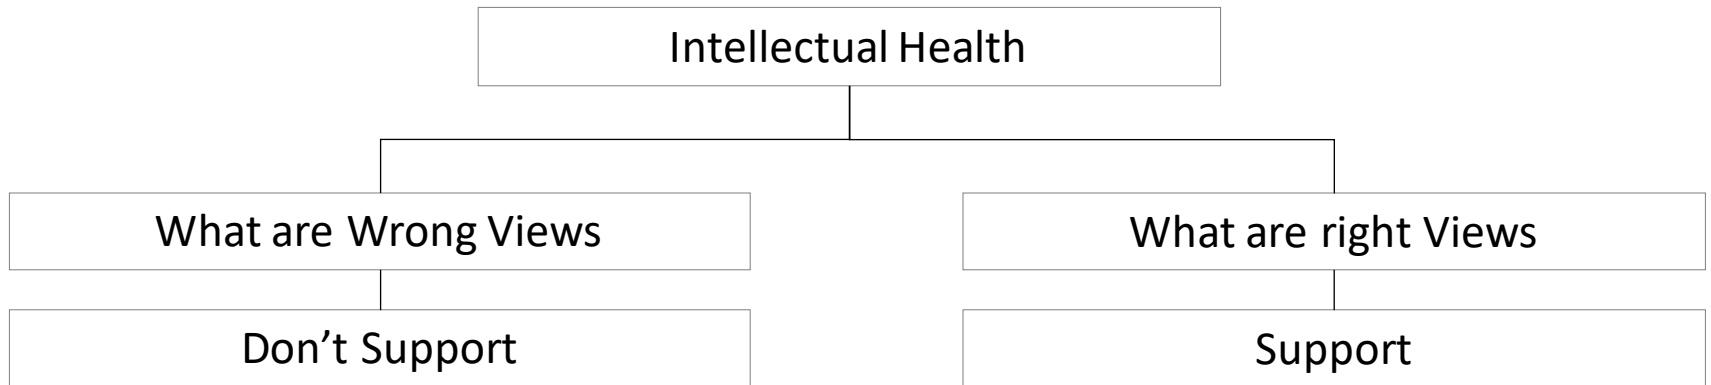 Intellectual Health
What are Wrong Views
What are right Views
Don’t Support
Support